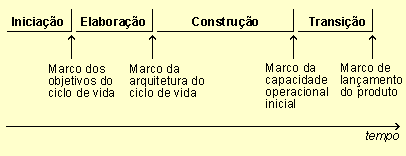 Iniciação Elaboração Construção Transição
Marco dos
objetivos do
ciclo de vida
Marco da
arquitetura do
ciclo de vida
Marco da
capacidade
operacional
inicial
Marco de
lançamento
do produto
tempo